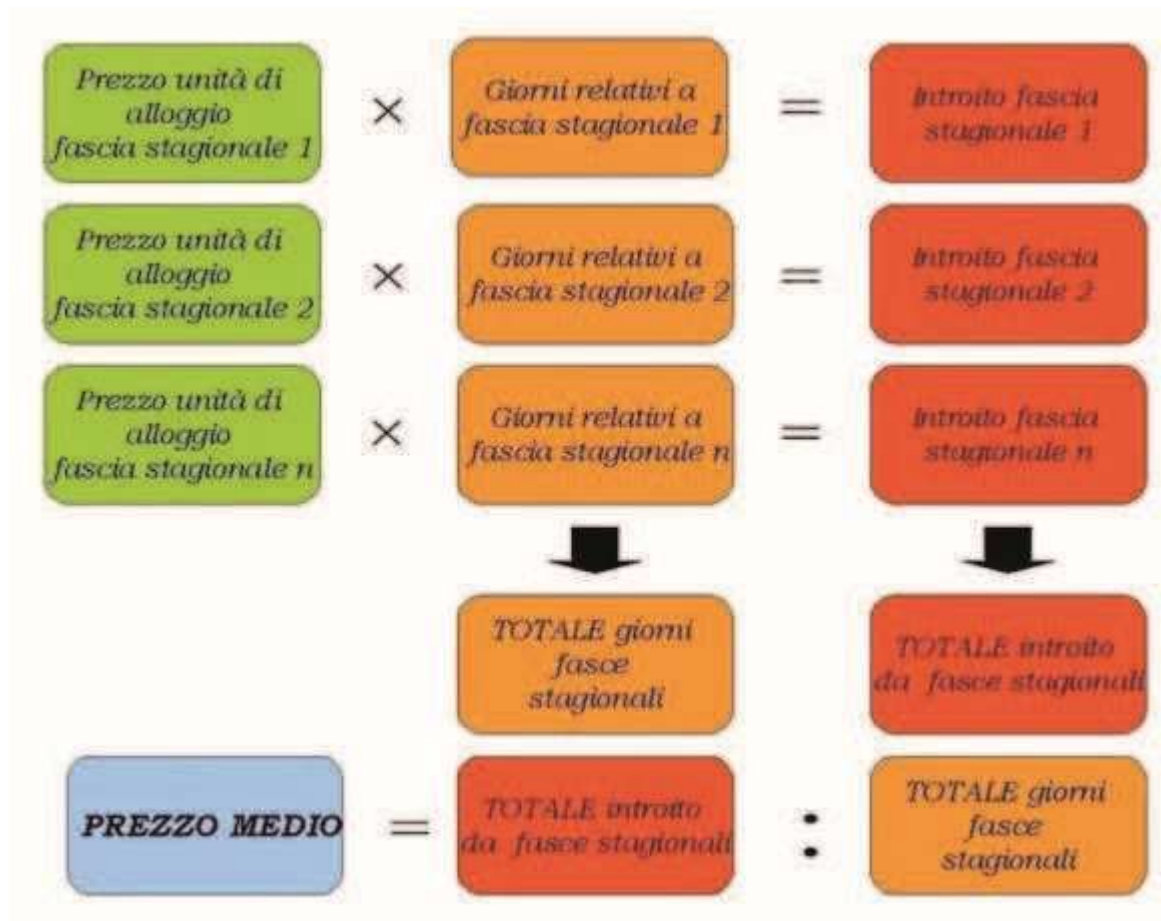 Prezzo unità di
alloggio
fascia stagionale 1
×
Giorni relativi a
fascia stagionale 1
=
Introito fascia
stagionale 1
Prezzo unità di
alloggio
fascia stagionale 2
×
Giorni relativi a
fascia stagionale 2
=
Introito fascia
stagionale 2
Prezzo unità di
alloggio
fascia stagionale n
×
Giorni relativi a
fascia stagionale n
=
Introito fascia
stagionale n
TOTALE giorni
fasce
stagionali
TOTALE introito
da fasce stagionali
PREZZO MEDIO
=
TOTALE introito
da fasce stagionali
:
TOTALE giorni
fasce
stagionali